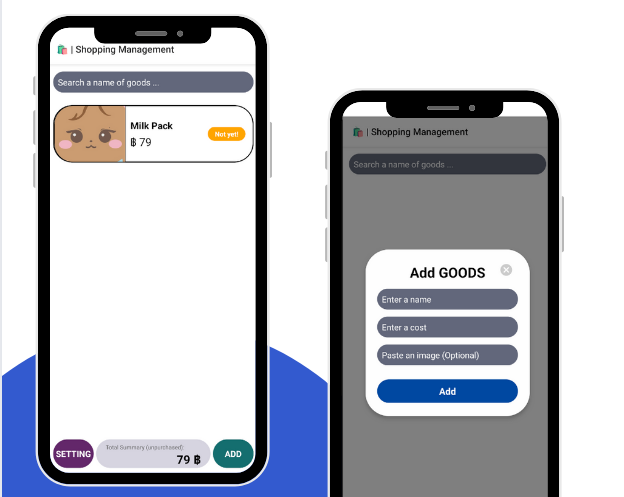 🛍️ | Shopping Management
Search a name of goods ...
Milk Pack
฿ 79
Not yet!
SETTING
Total Summary (unpurchased)
79 ฿
ADD
🛍️ | Shopping Management
Search a name of goods ...
Add GOODS
Enter a name
Enter a cost
Paste an image (Optional)
Add